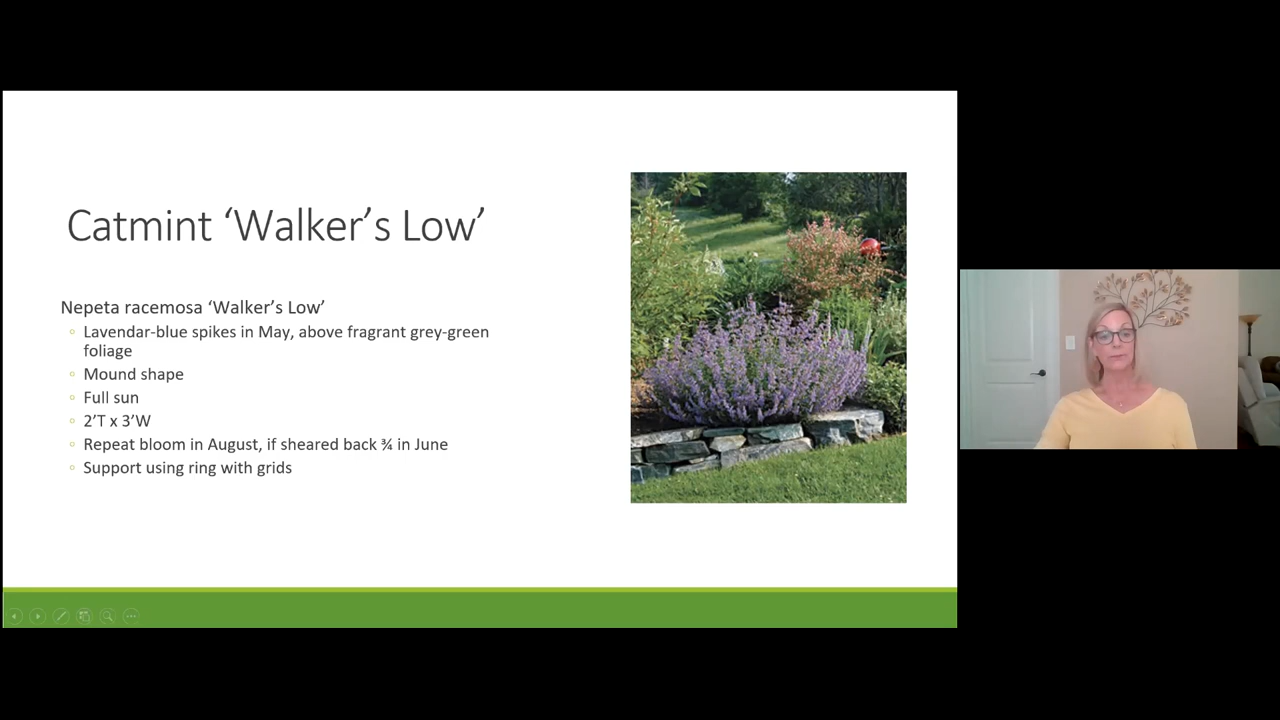 Catmint ‘Walker’s Low’
Nepeta racemosa ‘Walker’s Low’
Lavendar-blue spikes in May, above fragrant grey-green
foliage
Mound shape
Full sun
2’T x 3’W
Repeat bloom in August, if sheared back ¾ in June
Support using ring with grids